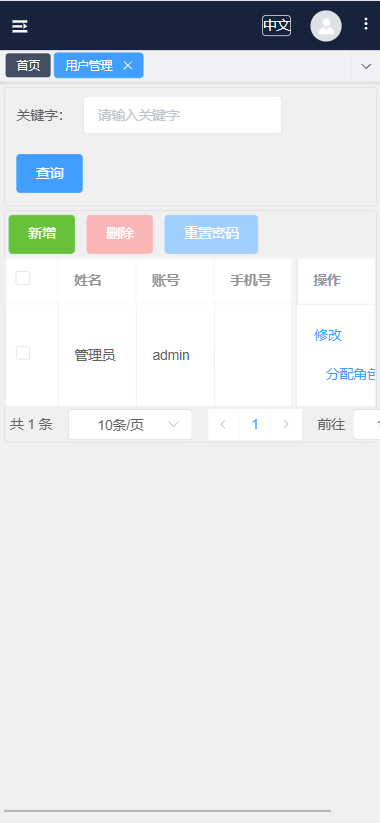 中文
首页 用户管理
关键字： 请输入关键字
查询
新增 删除 重置密码
姓名 账号 手机号 操作
管理员 admin 修改
分配角色
共 1 条 10条/页 1 前往